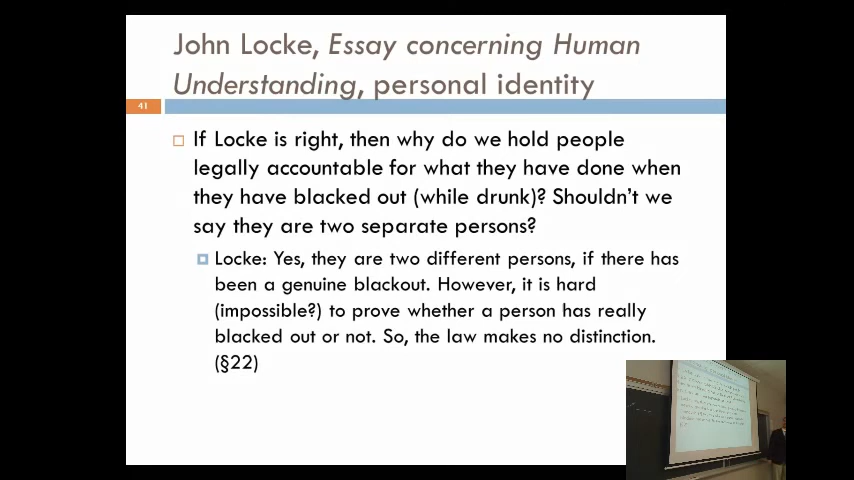 John Locke, Essay concerning Human
Understanding, personal identity
41
If Locke is right, then why do we hold people
legally accountable for what they have done when
they have blacked out (while drunk)? Shouldn't we
say they are two separate persons?
Locke: Yes, they are two different persons, if there has
been a genuine blackout. However, it is hard
(impossible?) to prove whether a person has really
blacked out or not. So, the law makes no distinction.
(§22)